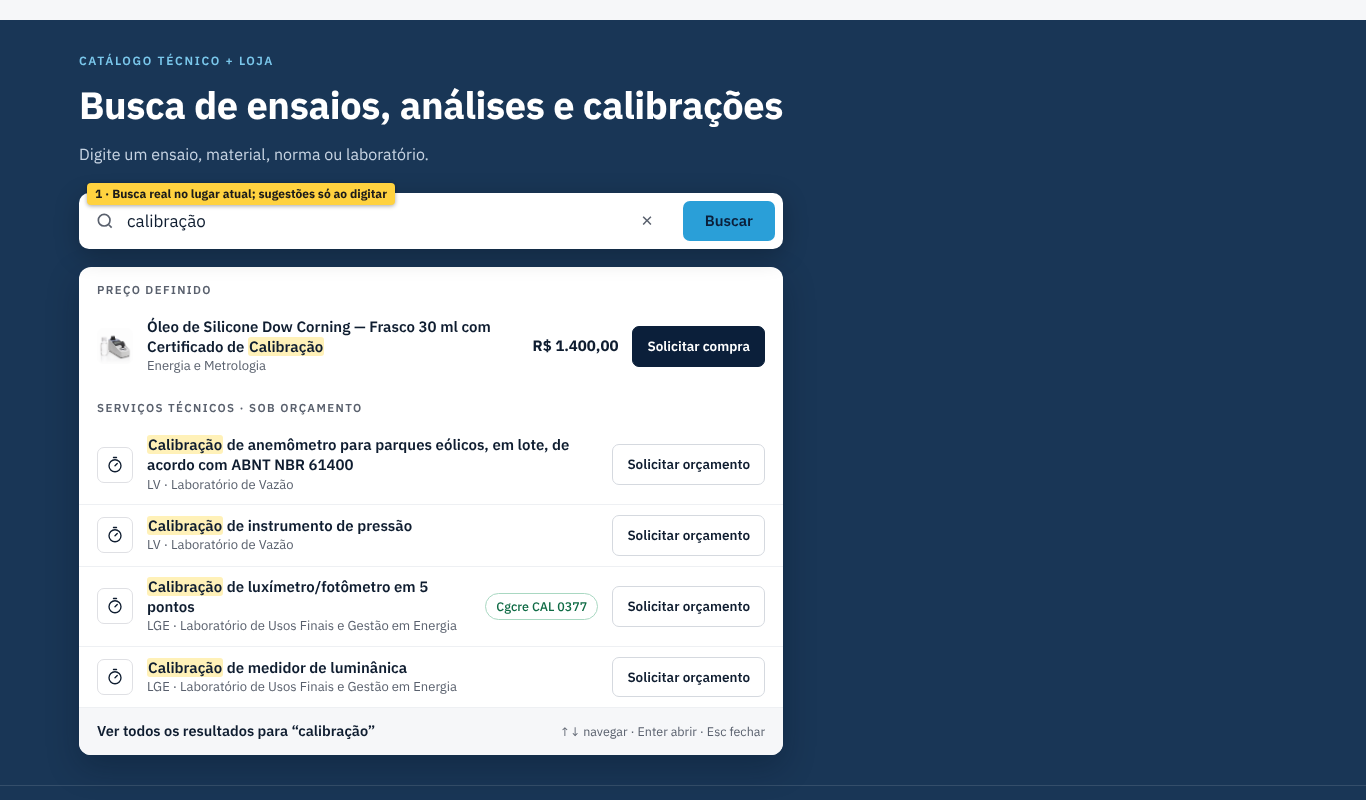 CATÁLOGO TÉCNICO + LOJA
Busca de ensaios, análises e calibrações
Digite um ensaio, material, norma ou laboratório.
1 · Busca real no lugar atual; sugestões só ao digitar
calibração
×
Buscar
PREÇO DEFINIDO
Óleo de Silicone Dow Corning — Frasco 30 ml com
Certificado de Calibração
Energia e Metrologia
R$ 1.400,00
Solicitar compra
SERVIÇOS TÉCNICOS · SOB ORÇAMENTO
Calibração de anemômetro para parques eólicos, em lote, de
acordo com ABNT NBR 61400
LV · Laboratório de Vazão
Solicitar orçamento
Calibração de instrumento de pressão
LV · Laboratório de Vazão
Solicitar orçamento
Calibração de luxímetro/fotômetro em 5
pontos
LGE · Laboratório de Usos Finais e Gestão em Energia
Cgcre CAL 0377
Solicitar orçamento
Calibração de medidor de luminânica
LGE · Laboratório de Usos Finais e Gestão em Energia
Solicitar orçamento
Ver todos os resultados para “calibração”
↑ ↓ navegar · Enter abrir · Esc fechar